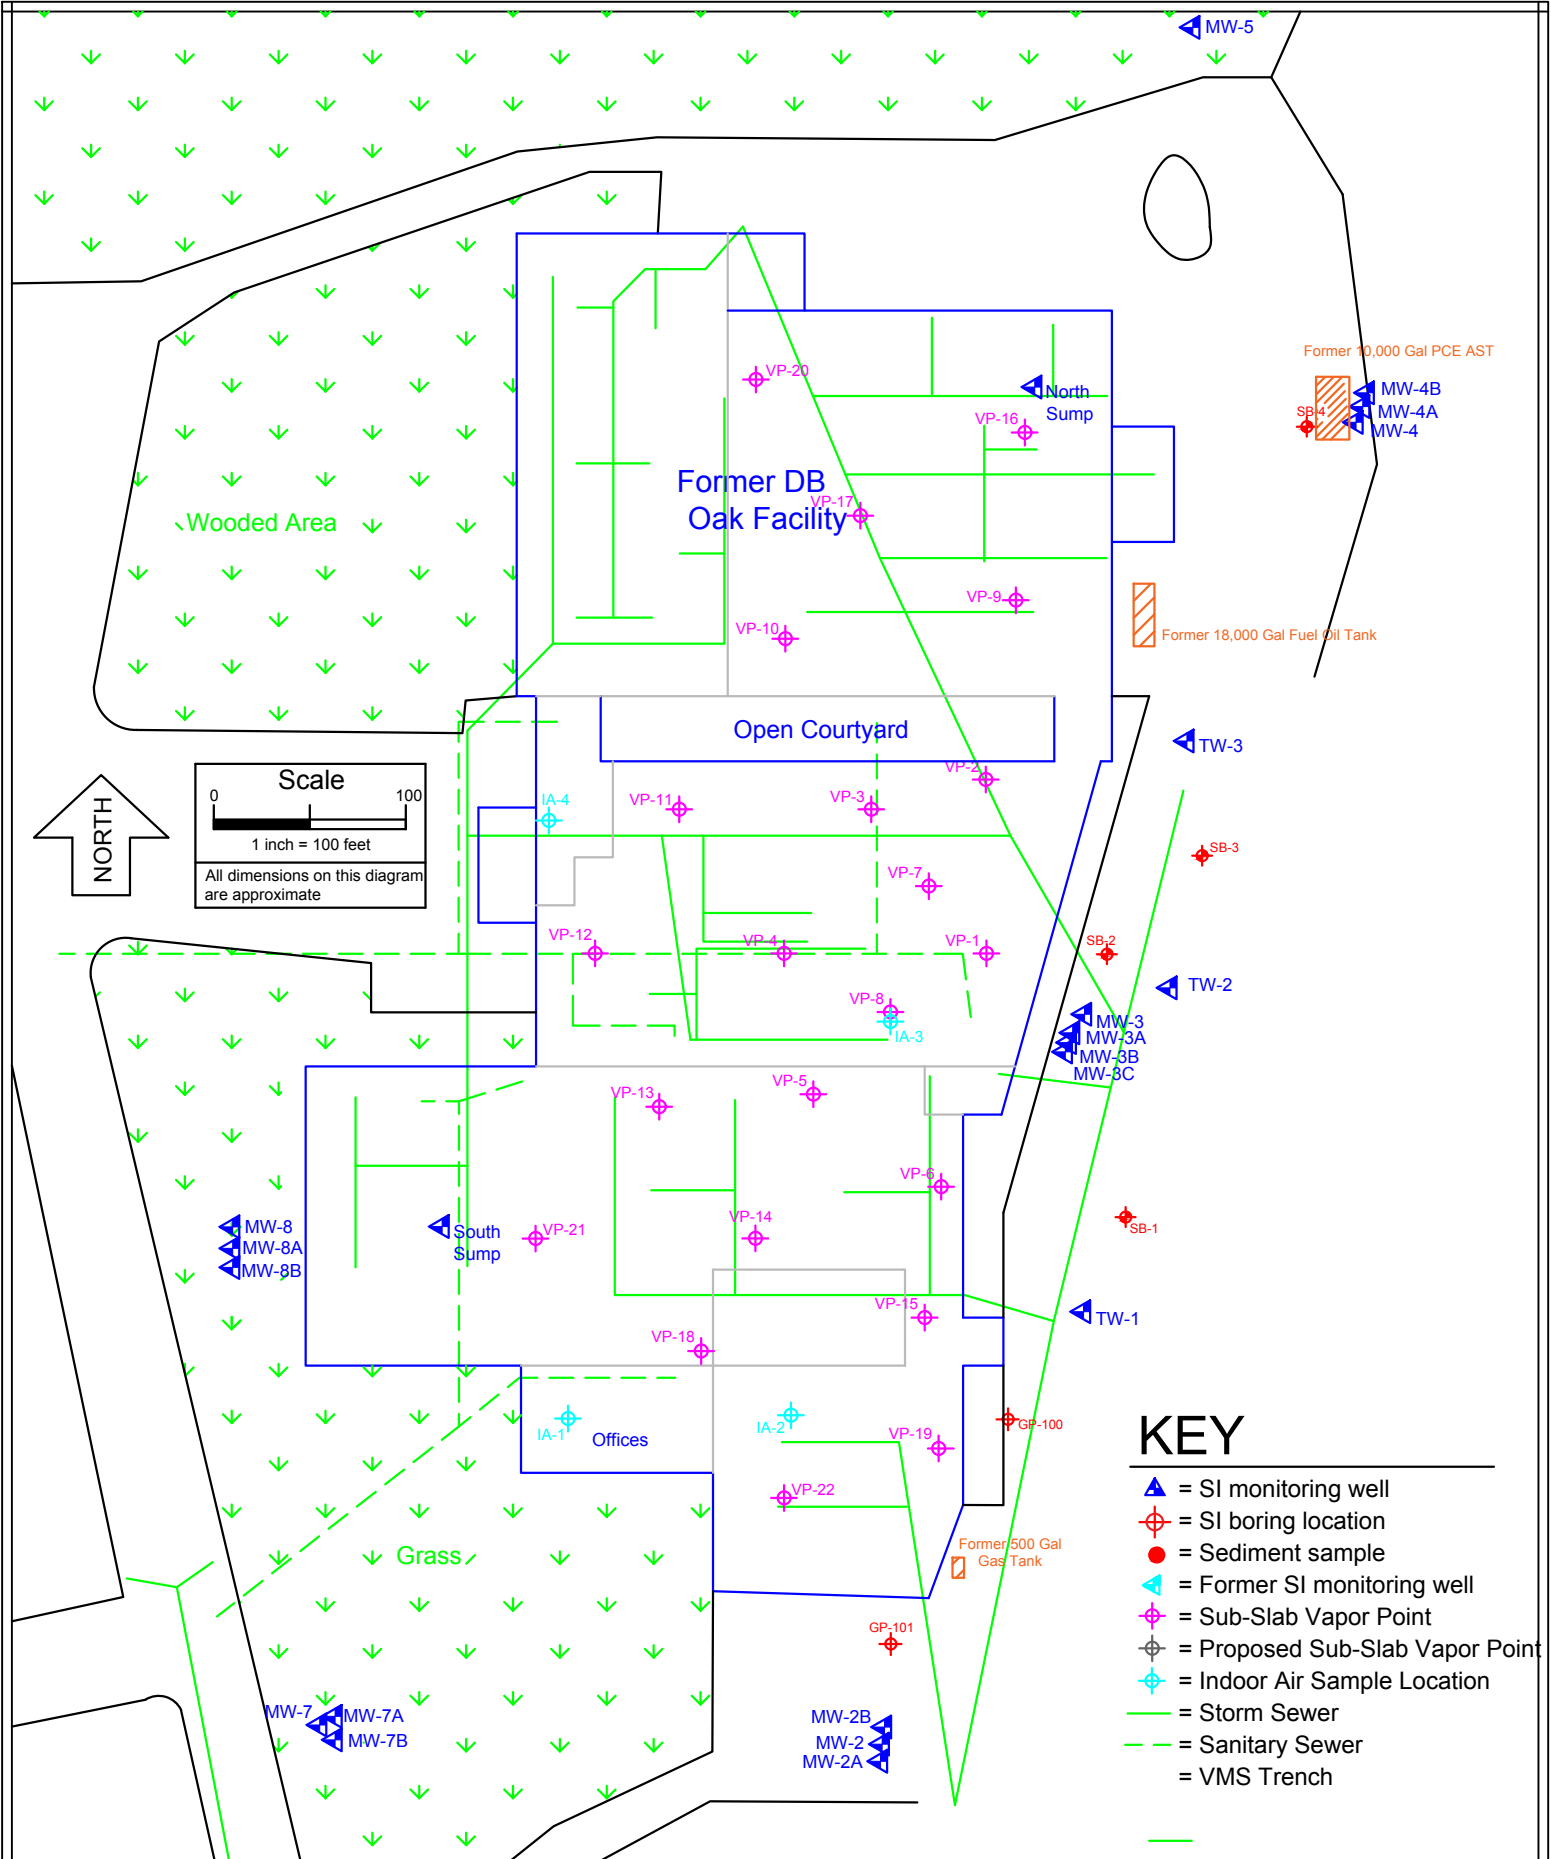 MW-5
Former 10,000 Gal PCE AST
VP-20
North
Sump
MW-4B
MW-4A
MW-4
SB-4
VP-16
Former DB
Oak Facility
VP-17
Wooded Area
VP-9
VP-10
Former 18,000 Gal Fuel Oil Tank
Open Courtyard
TW-3
VP-2
Scale
0
100
1 inch = 100 feet
All dimensions on this diagram
are approximate
NORTH
IA-4
VP-11
VP-3
SB-3
VP-7
VP-12
VP-4
VP-1
SB-2
TW-2
VP-8
IA-3
MW-3
MW-3A
MW-3B
MW-3C
VP-13
VP-5
VP-6
MW-8
MW-8A
MW-8B
South
Sump
VP-21
VP-14
SB-1
VP-15
TW-1
VP-18
IA-1
Offices
IA-2
VP-19
GP-100
VP-22
Grass
Former 500 Gal
Gas Tank
GP-101
MW-7
MW-7A
MW-7B
MW-2B
MW-2
MW-2A
KEY
= SI monitoring well
= SI boring location
= Sediment sample
= Former SI monitoring well
= Sub-Slab Vapor Point
= Proposed Sub-Slab Vapor Point
= Indoor Air Sample Location
= Storm Sewer
= Sanitary Sewer
= VMS Trench